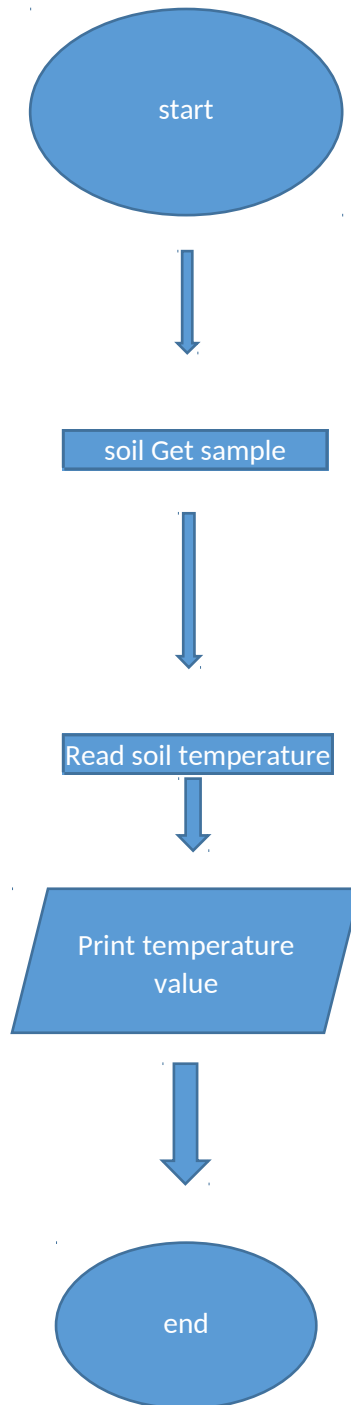 start
soil Get sample
Read soil temperature
Print temperature
value
end